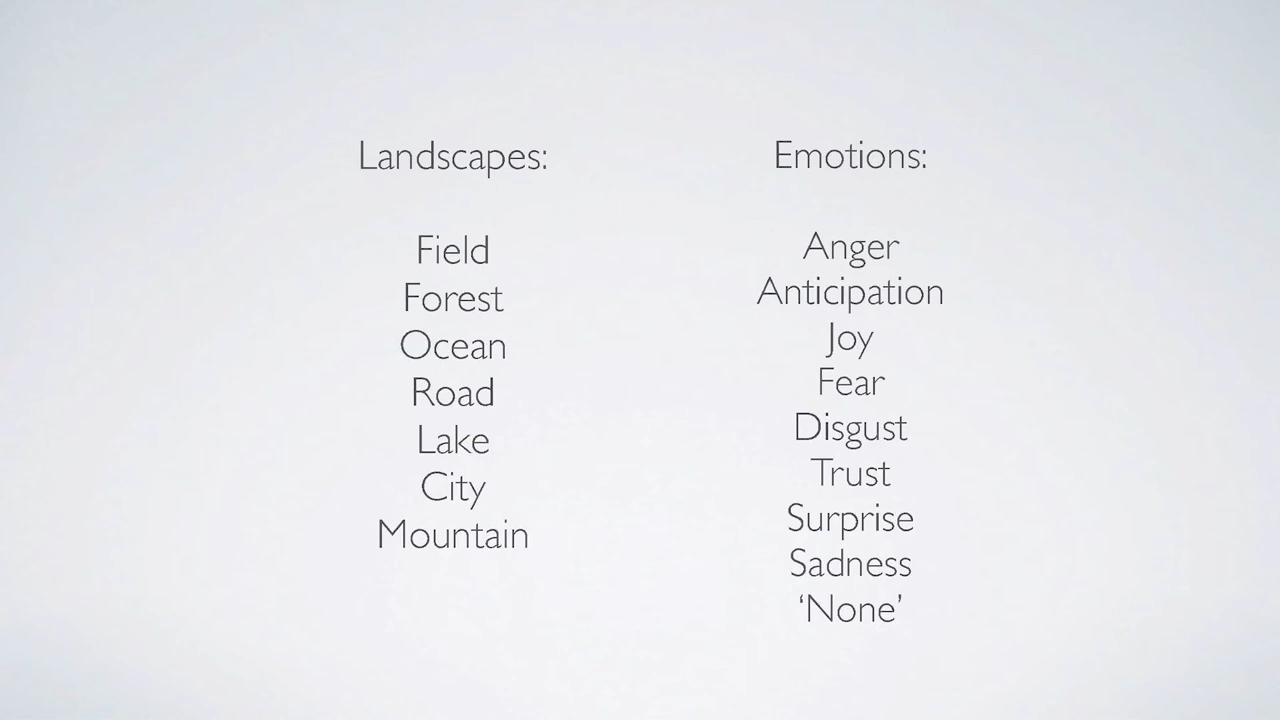 Landscapes:
Field
Forest
Ocean
Road
Lake
City
Mountain
Emotions:
Anger
Anticipation
Joy
Fear
Disgust
Trust
Surprise
Sadness
‘None’